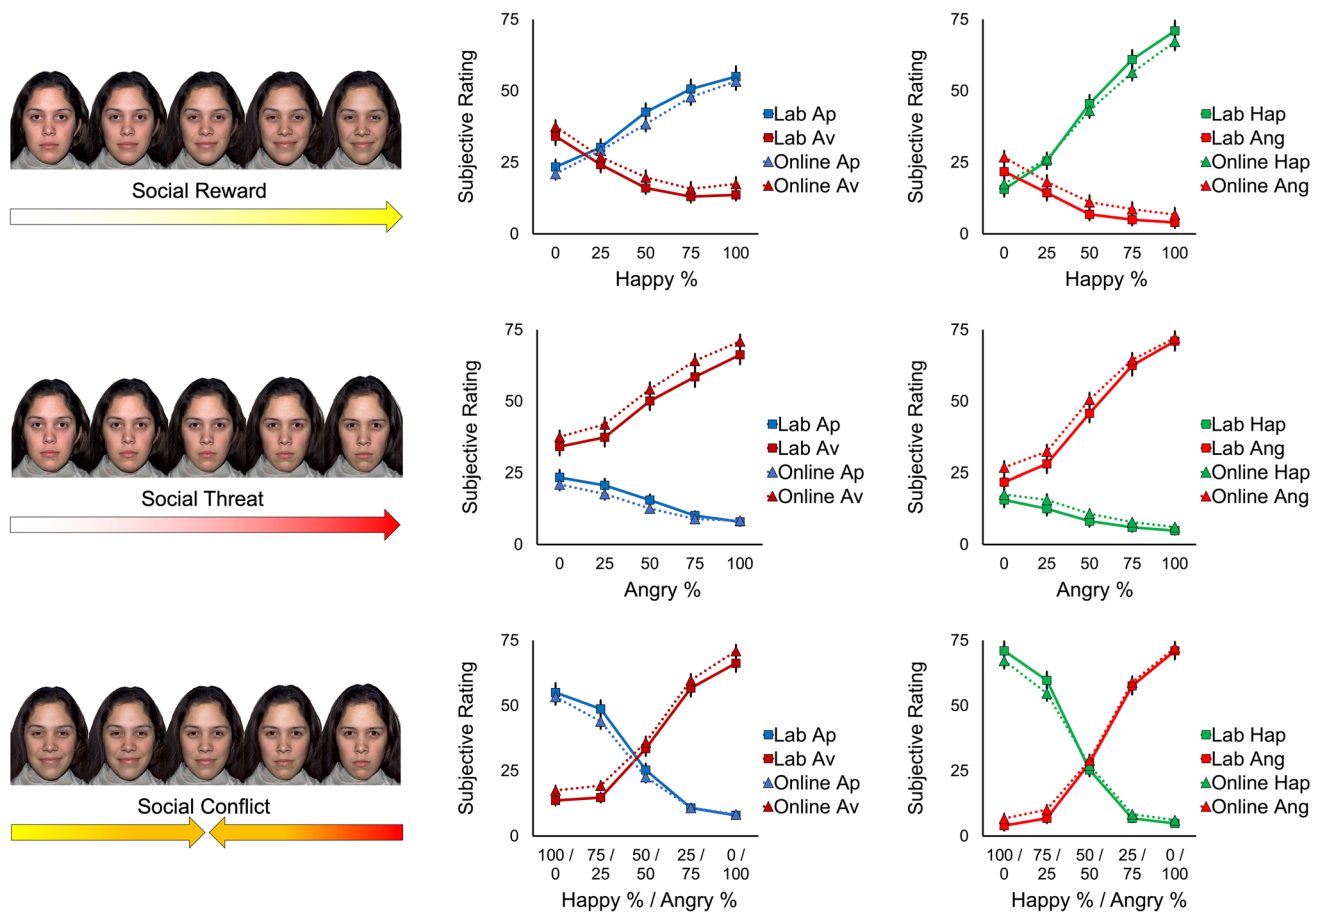 Social Reward
Subjective Rating
75
50
25
0
0 25 50 75 100
Happy %
Lab Ap
Lab Av
Online Ap
Online Av
Subjective Rating
75
50
25
0
0 25 50 75 100
Happy %
Lab Hap
Lab Ang
Online Hap
Online Ang
Social Threat
Subjective Rating
75
50
25
0
0 25 50 75 100
Angry %
Lab Ap
Lab Av
Online Ap
Online Av
Subjective Rating
75
50
25
0
0 25 50 75 100
Angry %
Lab Hap
Lab Ang
Online Hap
Online Ang
Social Conflict
Subjective Rating
75
50
25
0
100 / 75 / 50 / 25 / 0 /
0 25 50 75 100
Happy % / Angry %
Lab Ap
Lab Av
Online Ap
Online Av
Subjective Rating
75
50
25
0
100 / 75 / 50 / 25 / 0 /
0 25 50 75 100
Happy % / Angry %
Lab Hap
Lab Ang
Online Hap
Online Ang